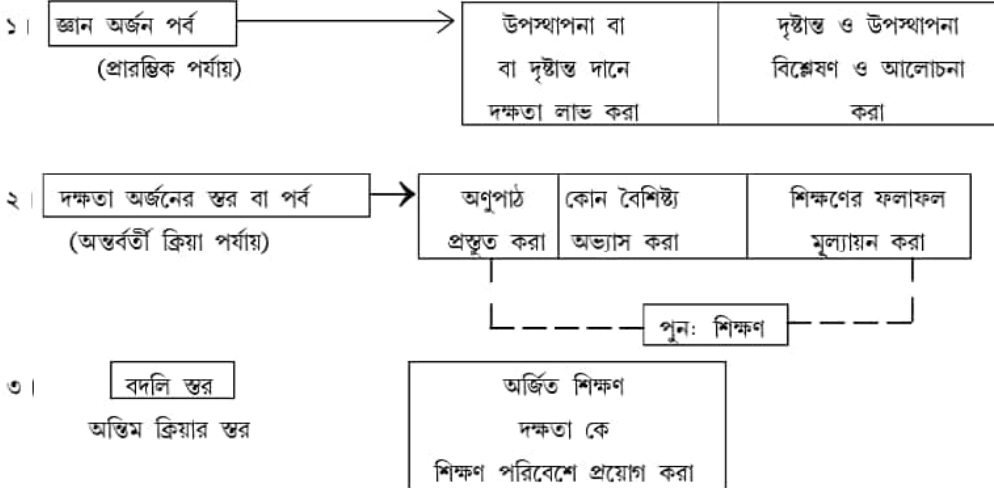 ১। জ্ঞান অর্জন পর্ব
(প্রারম্ভিক পর্যায়)
উপস্থাপনা বা
বা দৃষ্টান্ত দানে
দক্ষতা লাভ করা
দৃষ্টান্ত ও উপস্থাপনা
বিশ্লেষণ ও আলোচনা
করা
২। দক্ষতা অর্জনের স্তর বা পর্ব
(অন্তর্বর্তী ক্রিয়া পর্যায়)
অণুপাঠ
প্রস্তুত করা
কোন বৈশিষ্ট্য
অভ্যাস করা
শিক্ষণের ফলাফল
মূল্যায়ন করা
পুন: শিক্ষণ
৩। বদলি স্তর
অন্তিম ক্রিয়ার স্তর
অর্জিত শিক্ষণ
দক্ষতা কে
শিক্ষণ পরিবেশে প্রয়োগ করা